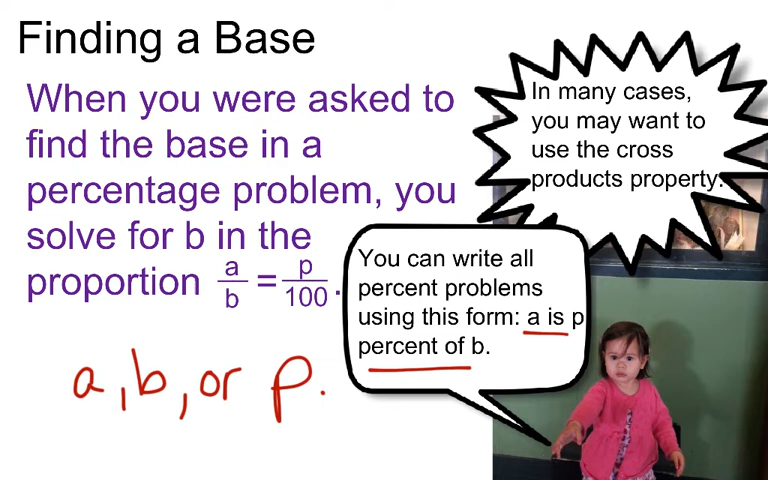 Finding a Base
When you were asked to
find the base in a
percentage problem, you
solve for b in the
proportion a/b = p/100.
In many cases,
you may want to
use the cross
products property.
You can write all
percent problems
using this form: a is p
percent of b.
a, b, or p.